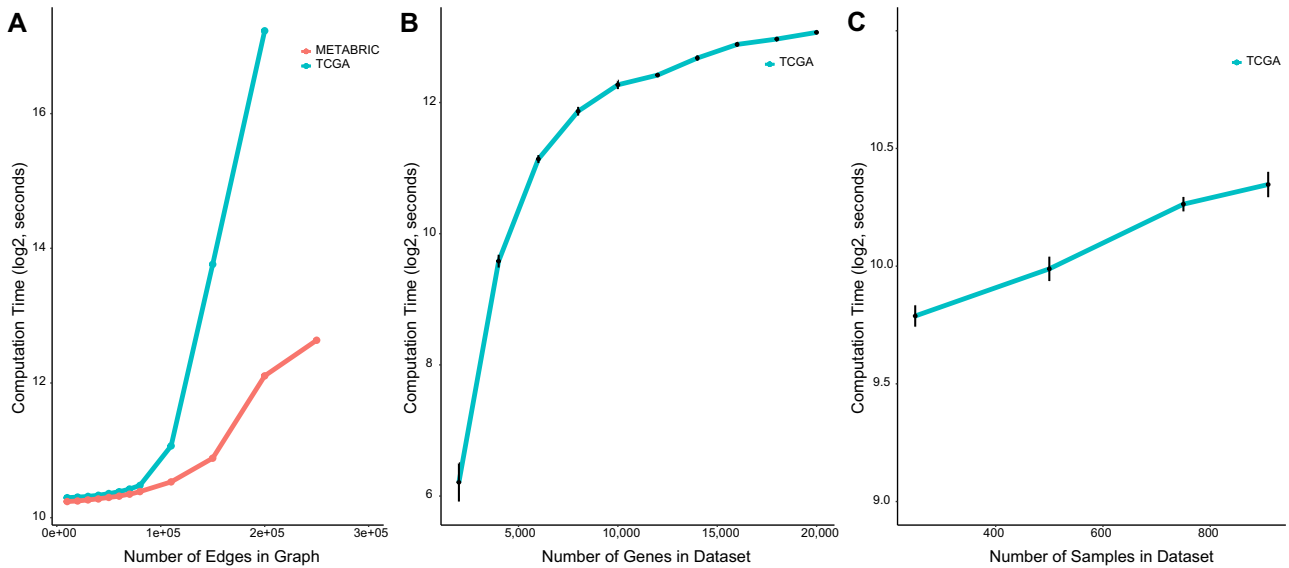 A
METABRIC
TCGA
Computation Time (log2, seconds)
16
14
12
10
0e+00
1e+05
2e+05
3e+05
Number of Edges in Graph
B
TCGA
Computation Time (log2, seconds)
12
10
8
6
5,000
10,000
15,000
20,000
Number of Genes in Dataset
C
TCGA
Computation Time (log2, seconds)
10.5
10.0
9.5
9.0
400
600
800
Number of Samples in Dataset